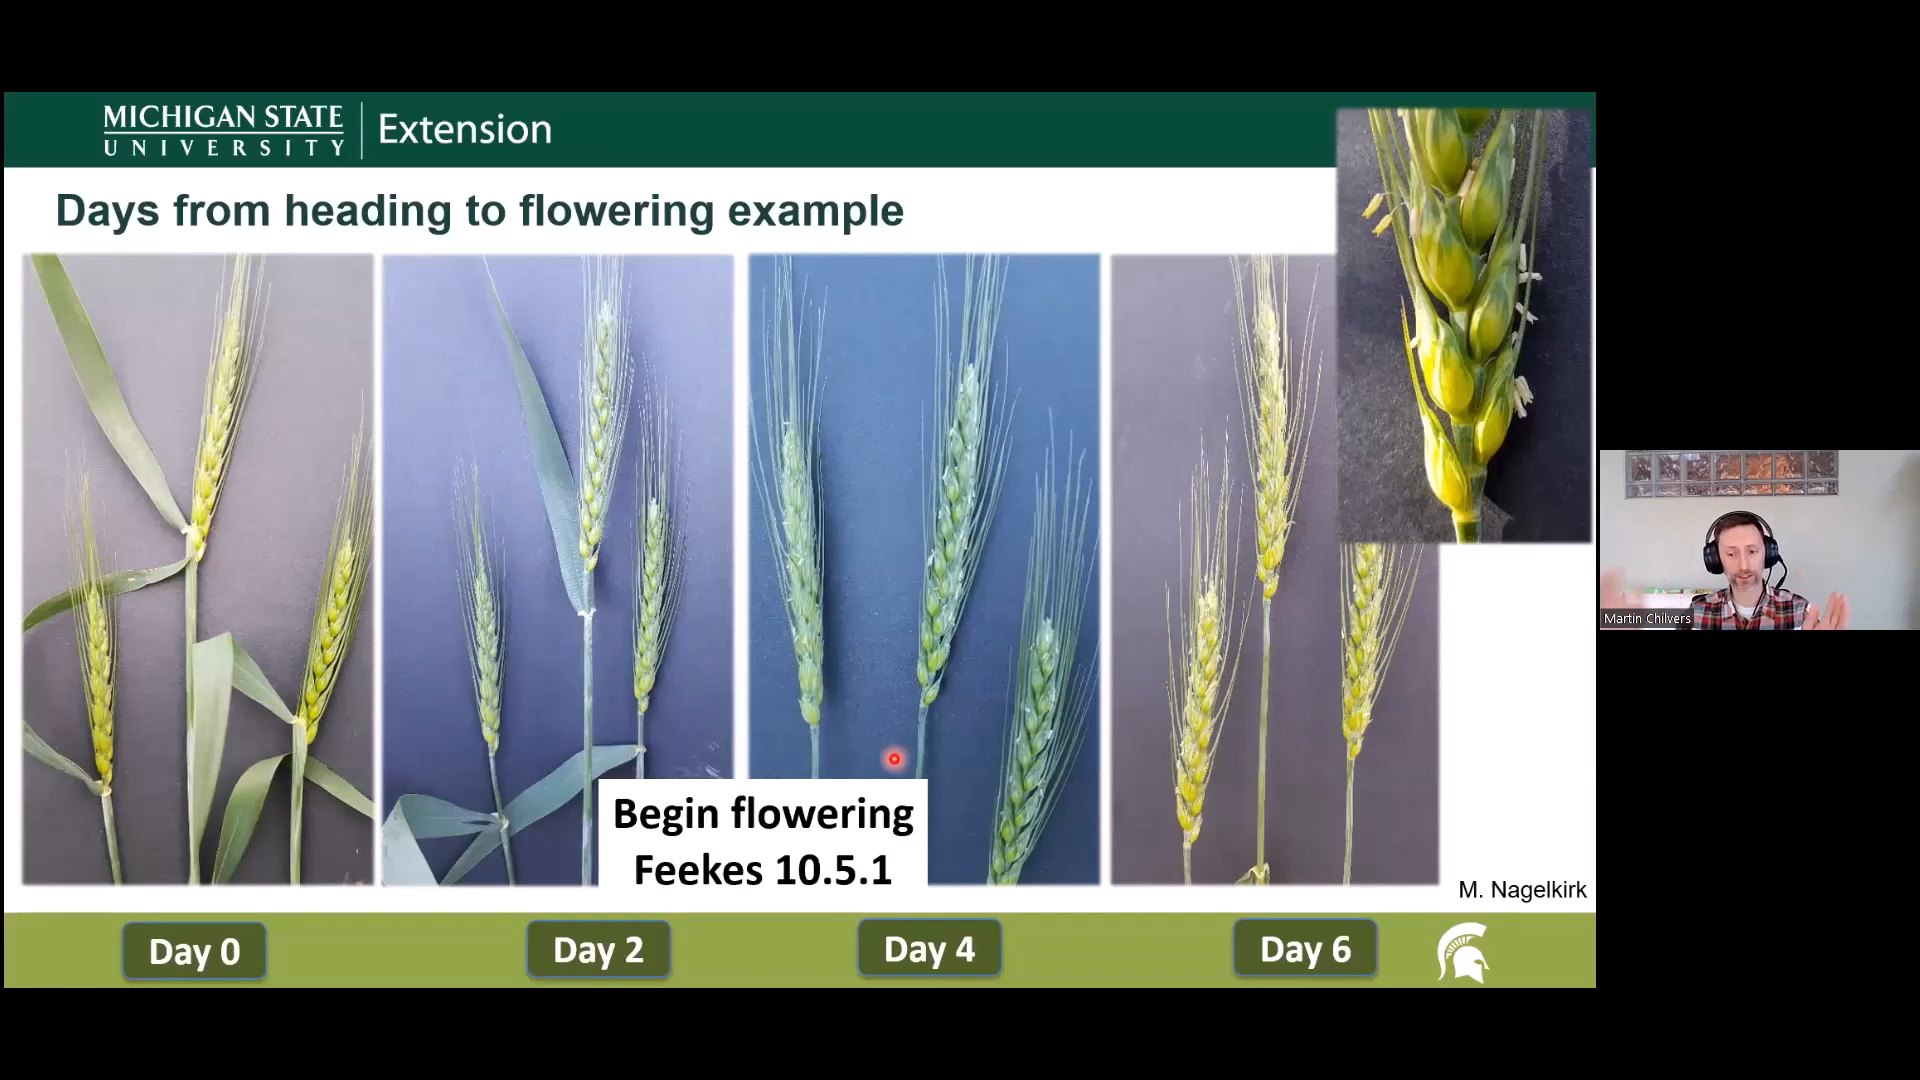 MICHIGAN STATE
UNIVERSITY
Extension
Days from heading to flowering example
Begin flowering
Feekes 10.5.1
M. Nagelkirk
Day 0
Day 2
Day 4
Day 6
Martin Chilvers